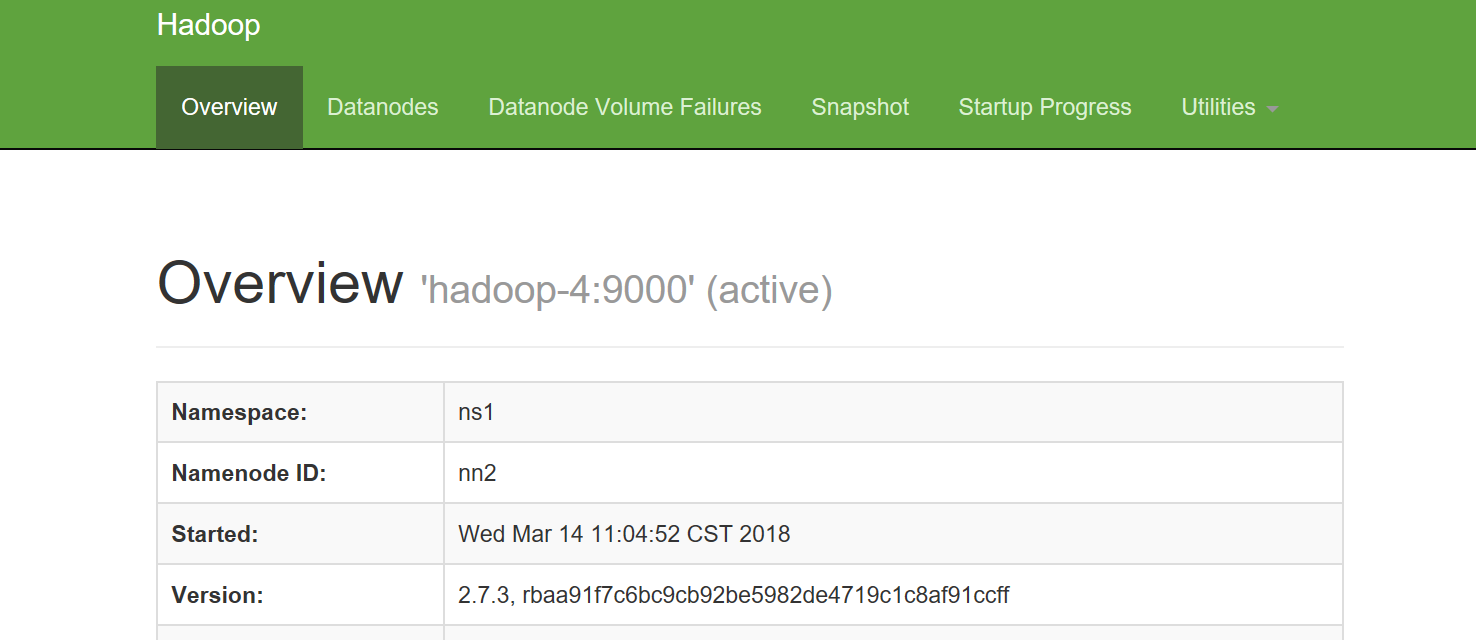 Hadoop
Overview Datanodes Datanode Volume Failures Snapshot Startup Progress Utilities
Overview 'hadoop-4:9000' (active)
Namespace: ns1
Namenode ID: nn2
Started: Wed Mar 14 11:04:52 CST 2018
Version: 2.7.3, rbaa91f7c6bc9cb92be5982de4719c1c8af91ccff